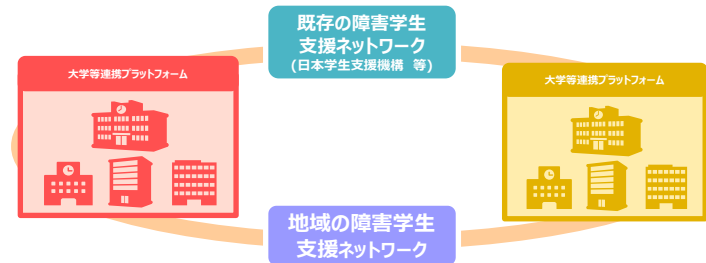 既存の障害学生
支援ネットワーク
(日本学生支援機構 等)
大学等連携プラットフォーム
大学等連携プラットフォーム
地域の障害学生
支援ネットワーク